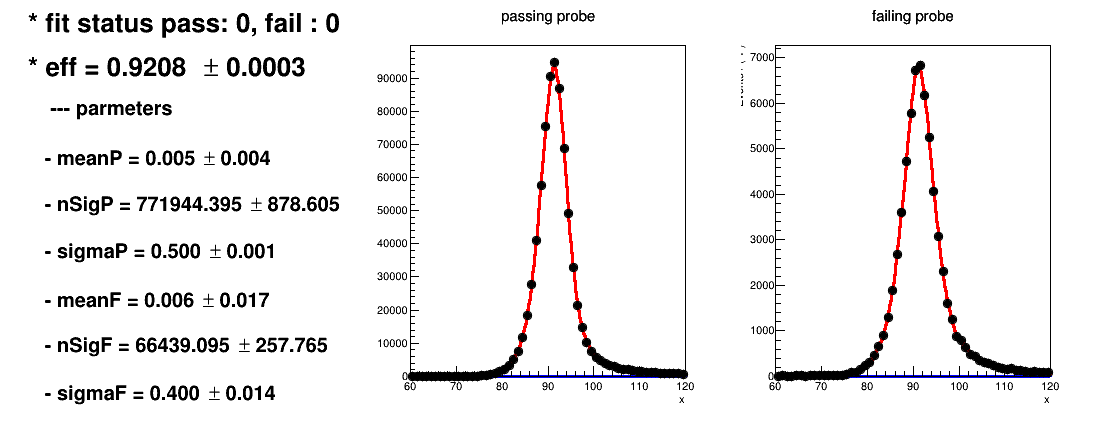 * fit status pass: 0, fail : 0
* eff = 0.9208 ± 0.0003
--- parmeters
- meanP = 0.005 ± 0.004
- nSigP = 771944.395 ± 878.605
- sigmaP = 0.500 ± 0.001
- meanF = 0.006 ± 0.017
- nSigF = 66439.095 ± 257.765
- sigmaF = 0.400 ± 0.014
passing probe
90000
80000
70000
60000
50000
40000
30000
20000
10000
0
60 70 80 90 100 110 120
x
failing probe
7000
6000
5000
4000
3000
2000
1000
0
60 70 80 90 100 110 120
x